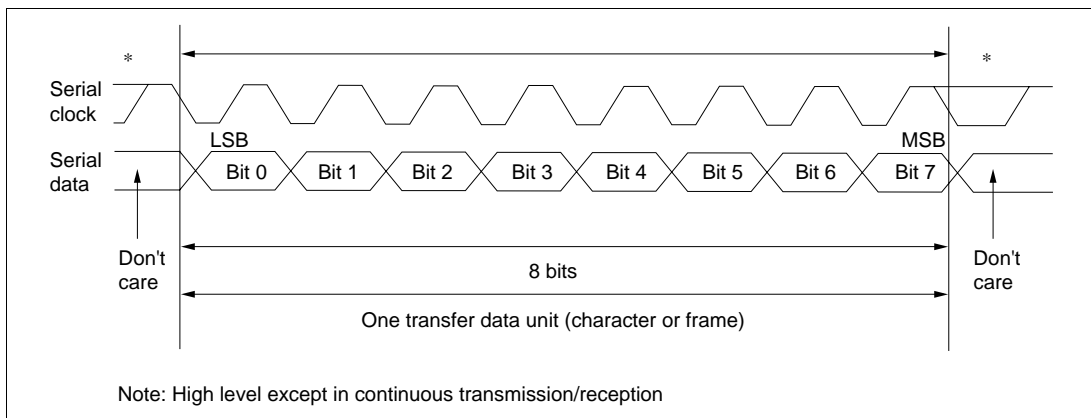 * *
Serial
clock
LSB MSB
Serial
data
Bit 0 Bit 1 Bit 2 Bit 3 Bit 4 Bit 5 Bit 6 Bit 7
Don't
care
8 bits
Don't
care
One transfer data unit (character or frame)
Note: High level except in continuous transmission/reception